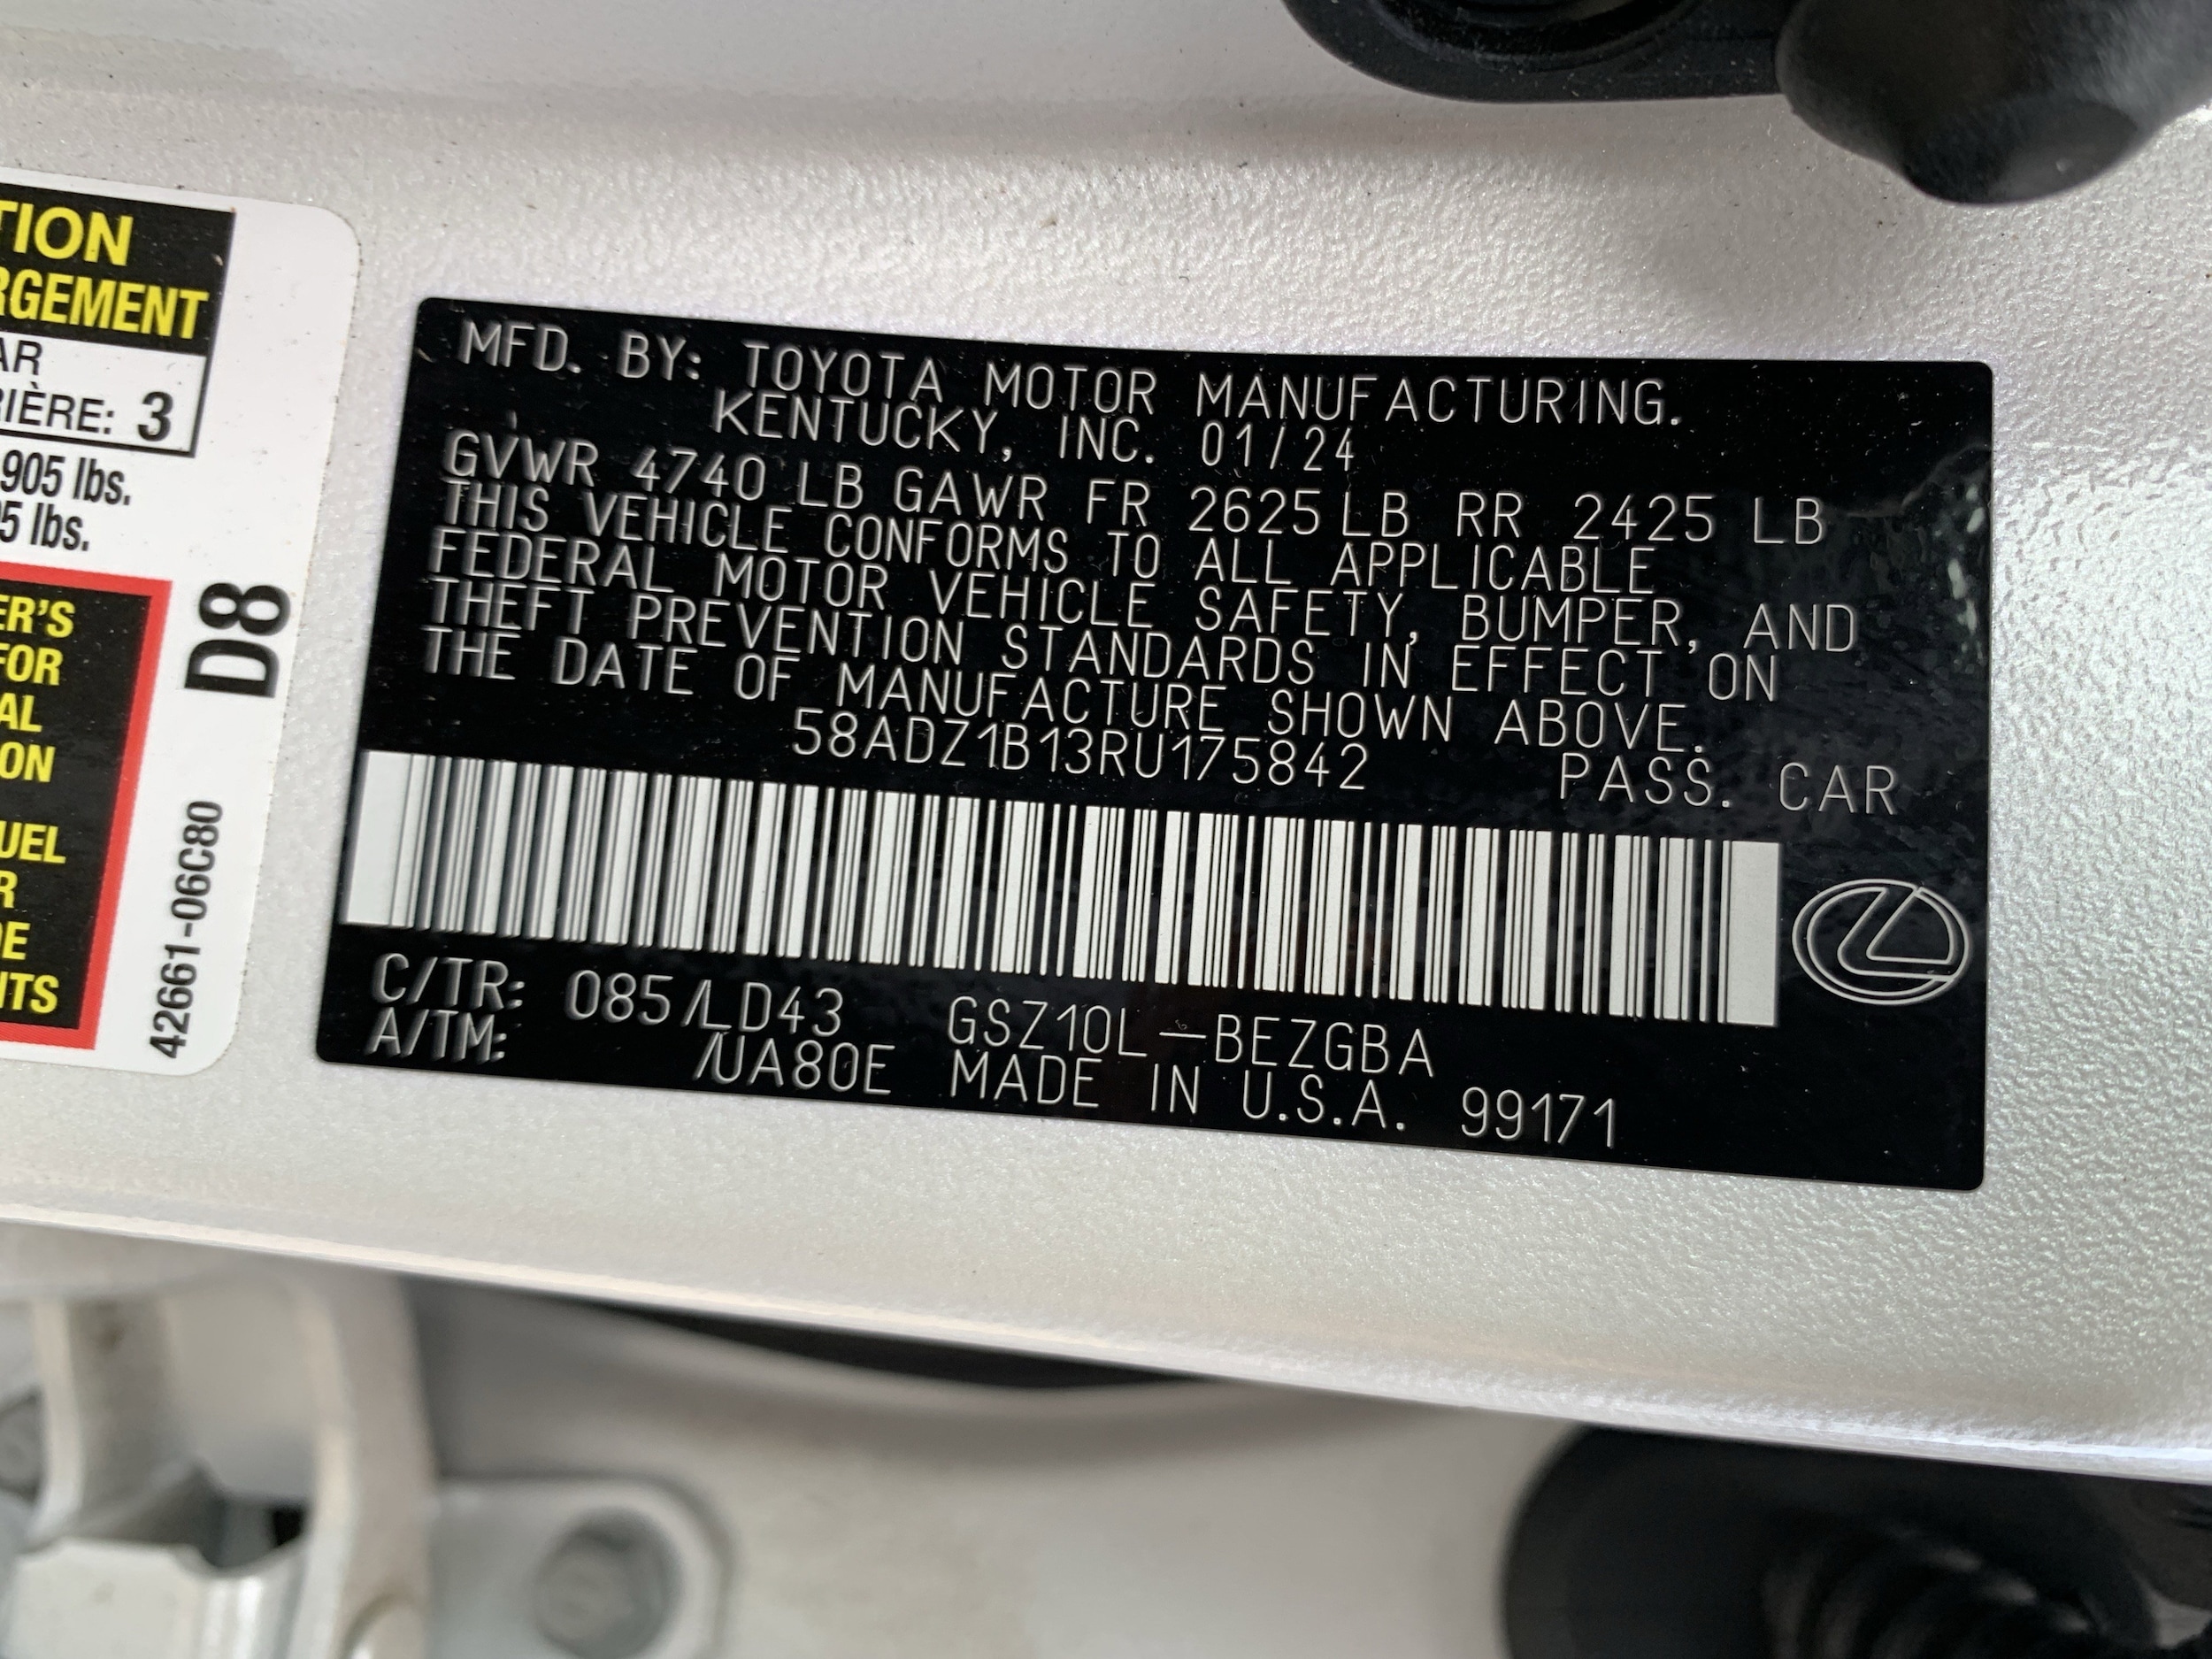 TION
RGEMENT
AR
RIÈRE: 3
905 lbs.
5 lbs.
ER'S
FOR
AL
ON
UEL
R
DE
NTS
D8
42661-06C80
MFD. BY: TOYOTA MOTOR MANUFACTURING.
KENTUCKY, INC. 01/24
GVWR 4740 LB GAWR FR 2625 LB RR 2425 LB
THIS VEHICLE CONFORMS TO ALL APPLICABLE
FEDERAL MOTOR VEHICLE SAFETY, BUMPER, AND
THEFT PREVENTION STANDARDS IN EFFECT ON
THE DATE OF MANUFACTURE SHOWN ABOVE.
58ADZ1B13RU175842 PASS. CAR
C/TR: 085/LD43 GSZ10L-BEZGBA
A/TM: /UA80E MADE IN U.S.A. 99171